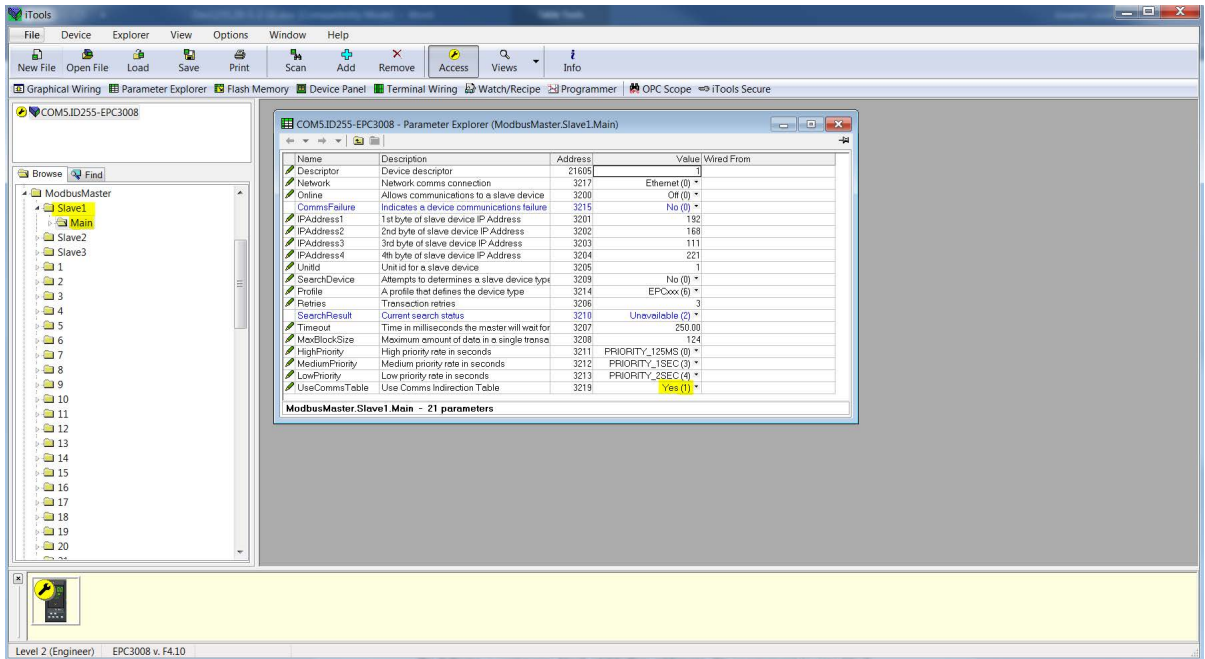 iTools
File Device Explorer View Options Window Help
New File Open File Load Save Print Scan Add Remove Access Views Info
Graphical Wiring Parameter Explorer Flash Memory Device Panel Terminal Wiring Watch/Recipe Programmer OPC Scope iTools Secure
COM5.ID255-EPC3008
COM5.ID255-EPC3008 - Parameter Explorer (ModbusMaster.Slave1.Main)
Browse Find
ModbusMaster
Slave1
Main
Slave2
Slave3
1
2
3
4
5
6
7
8
9
10
11
12
13
14
15
16
17
18
19
20
Name Description Address Value Wired From
Descriptor Device descriptor 21605 1
Network Network comms connection 3217 Ethernet (0)
Online Allows communications to a slave device 3200 Off (0)
CommsFailure Indicates a device communications failure 3215 No (0)
IPAddress1 1st byte of slave device IP Address 3201 192
IPAddress2 2nd byte of slave device IP Address 3202 168
IPAddress3 3rd byte of slave device IP Address 3203 111
IPAddress4 4th byte of slave device IP Address 3204 221
UnitId Unit id for a slave device 3205 1
SearchDevice Attempts to determines a slave device type 3209 No (0)
Profile A profile that defines the device type 3214 EPCxxx (6)
Retries Transaction retries 3206 3
SearchResult Current search status 3210 Unavailable (2)
Timeout Time in milliseconds the master will wait for 3207 250.00
MaxBlockSize Maximum amount of data in a single transa 3208 124
HighPriority High priority rate in seconds 3211 PRIORITY_125MS (0)
MediumPriority Medium priority rate in seconds 3212 PRIORITY_1SEC (3)
LowPriority Low priority rate in seconds 3213 PRIORITY_2SEC (4)
UseCommsTable Use Comms Indirection Table 3219 Yes (1)
ModbusMaster.Slave1.Main - 21 parameters
Level 2 (Engineer) EPC3008 v. F4.10